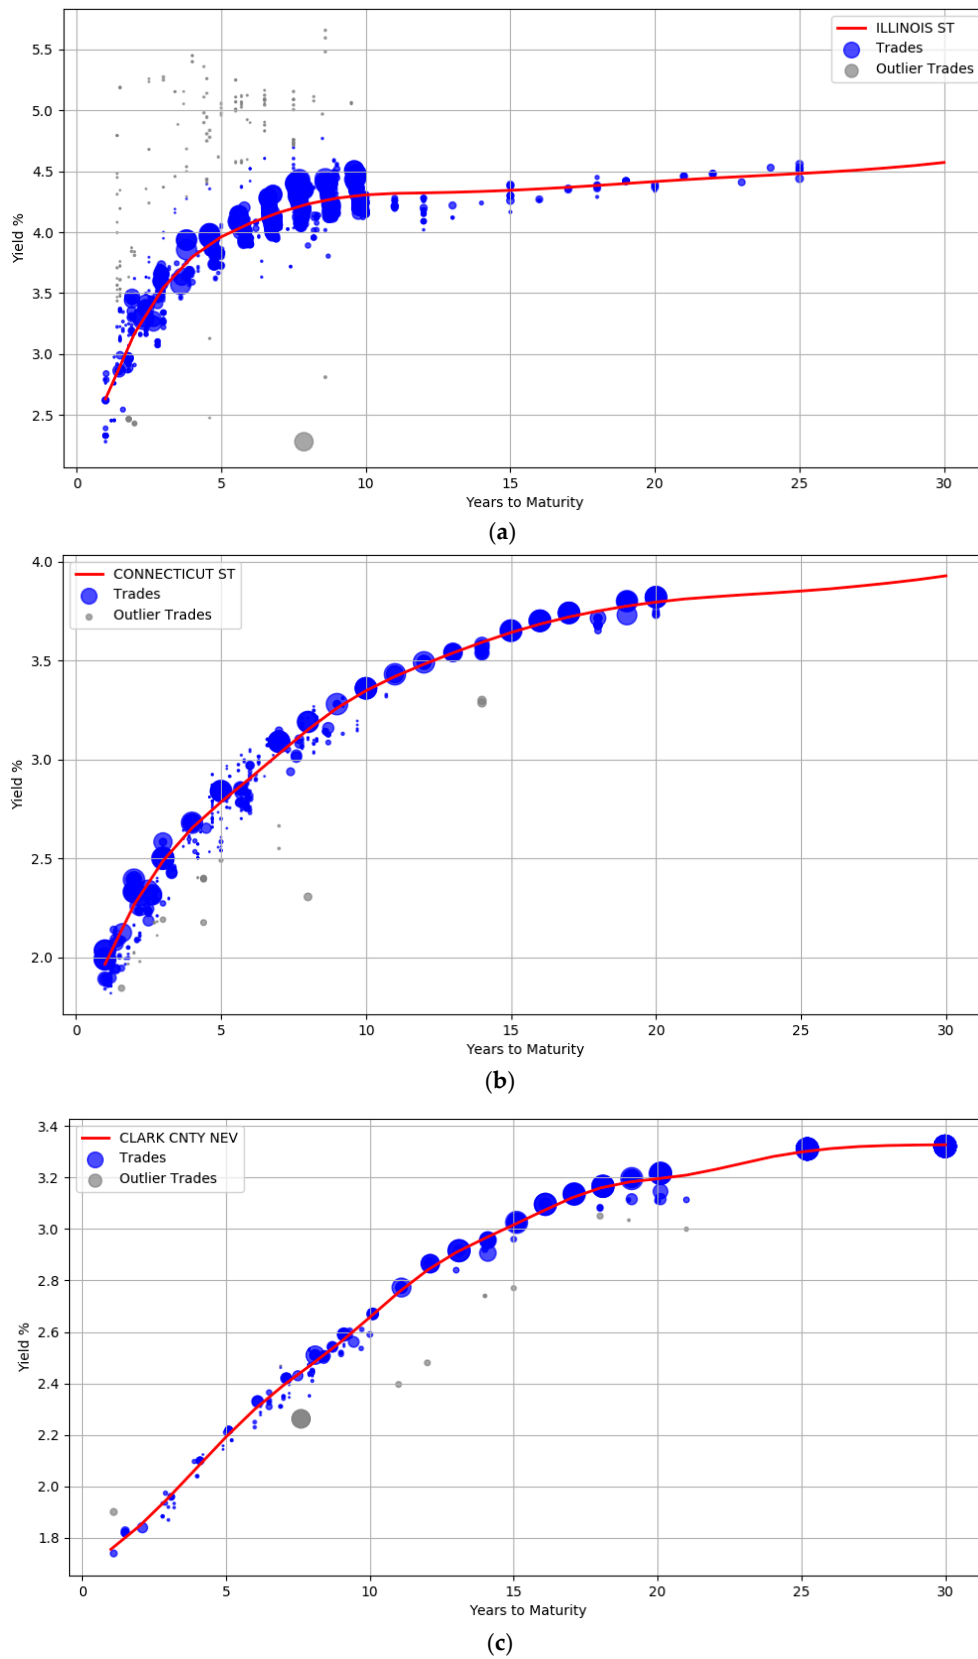 ILLINOIS ST
Trades
Outlier Trades
5.5
5.0
4.5
4.0
3.5
3.0
2.5
Yield %
0 5 10 15 20 25 30
Years to Maturity
(a)
CONNECTICUT ST
Trades
Outlier Trades
4.0
3.5
3.0
2.5
2.0
Yield %
0 5 10 15 20 25 30
Years to Maturity
(b)
CLARK CNTY NEV
Trades
Outlier Trades
3.4
3.2
3.0
2.8
2.6
2.4
2.2
2.0
1.8
Yield %
0 5 10 15 20 25 30
Years to Maturity
(c)